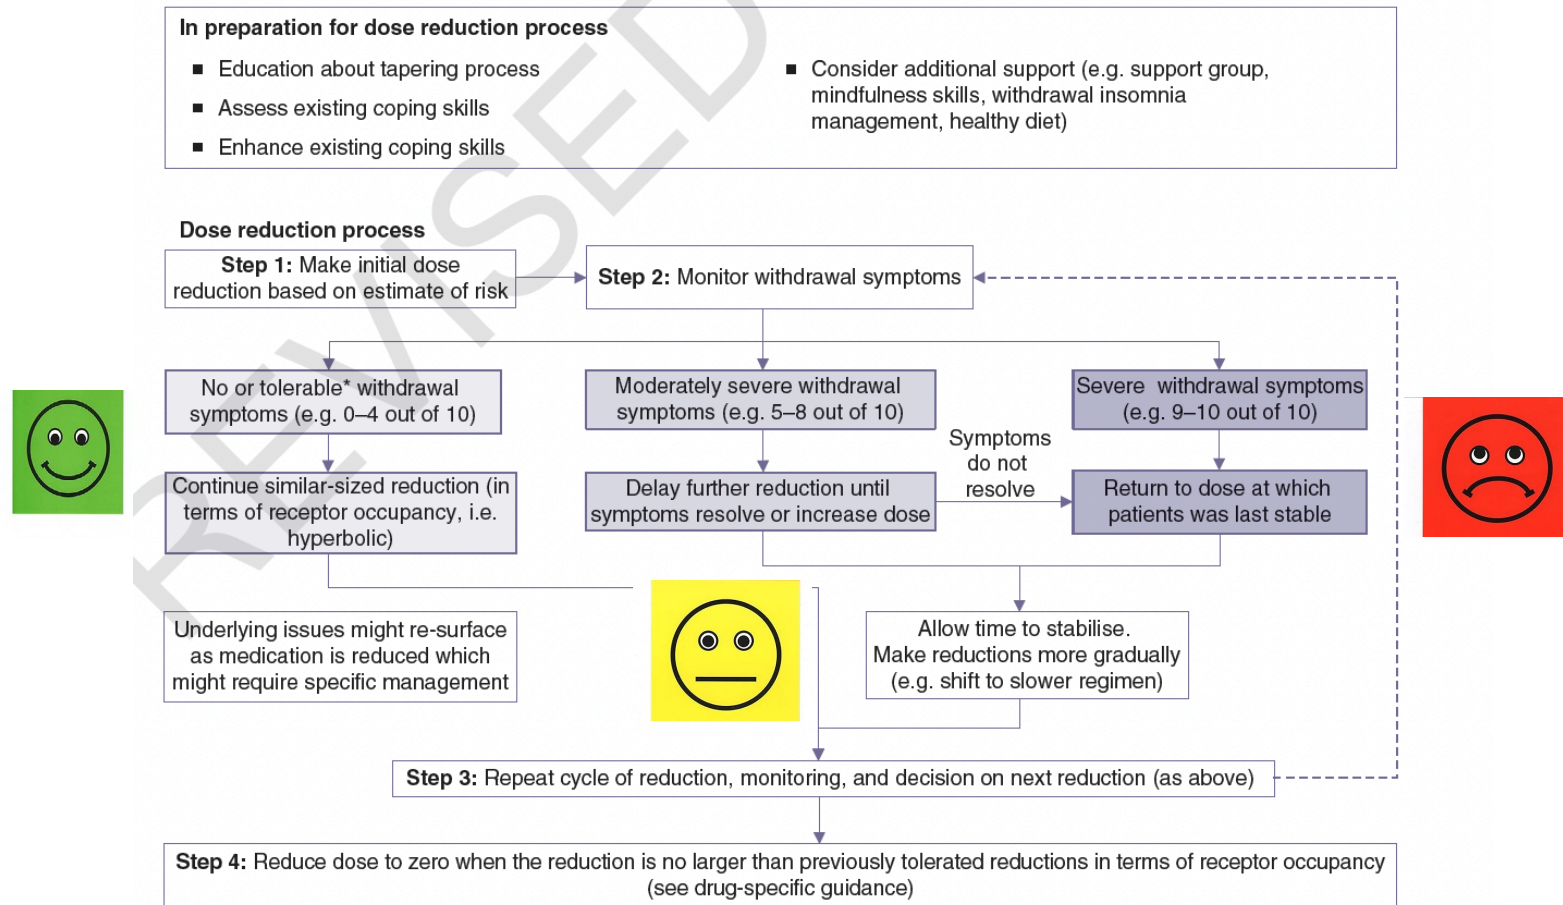 In preparation for dose reduction process
■ Education about tapering process
■ Assess existing coping skills
■ Enhance existing coping skills
■ Consider additional support (e.g. support group,
mindfulness skills, withdrawal insomnia
management, healthy diet)
Dose reduction process
Step 1: Make initial dose
reduction based on estimate of risk
Step 2: Monitor withdrawal symptoms
No or tolerable* withdrawal
symptoms (e.g. 0–4 out of 10)
Moderately severe withdrawal
symptoms (e.g. 5–8 out of 10)
Severe withdrawal symptoms
(e.g. 9–10 out of 10)
Continue similar-sized reduction (in
terms of receptor occupancy, i.e.
hyperbolic)
Delay further reduction until
symptoms resolve or increase dose
Symptoms
do not
resolve
Return to dose at which
patients was last stable
Underlying issues might re-surface
as medication is reduced which
might require specific management
Allow time to stabilise.
Make reductions more gradually
(e.g. shift to slower regimen)
Step 3: Repeat cycle of reduction, monitoring, and decision on next reduction (as above)
Step 4: Reduce dose to zero when the reduction is no larger than previously tolerated reductions in terms of receptor occupancy
(see drug-specific guidance)
REVISED